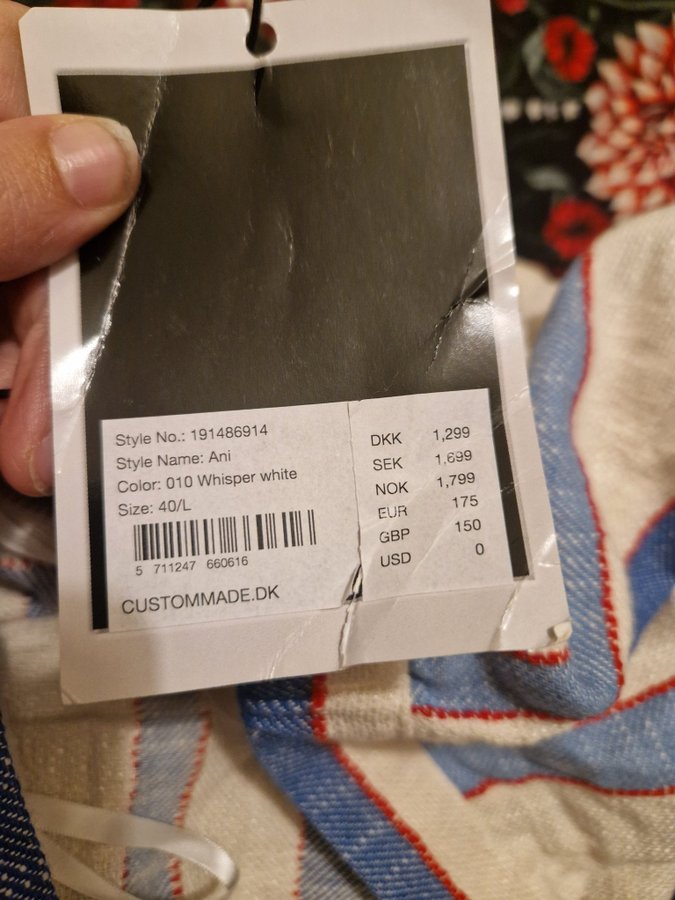 Style No.: 191486914
Style Name: Ani
Color: 010 Whisper white
Size: 40/L
5 711247 660616
CUSTOMMADE.DK
DKK 1,299
SEK 1,699
NOK 1,799
EUR 175
GBP 150
USD 0